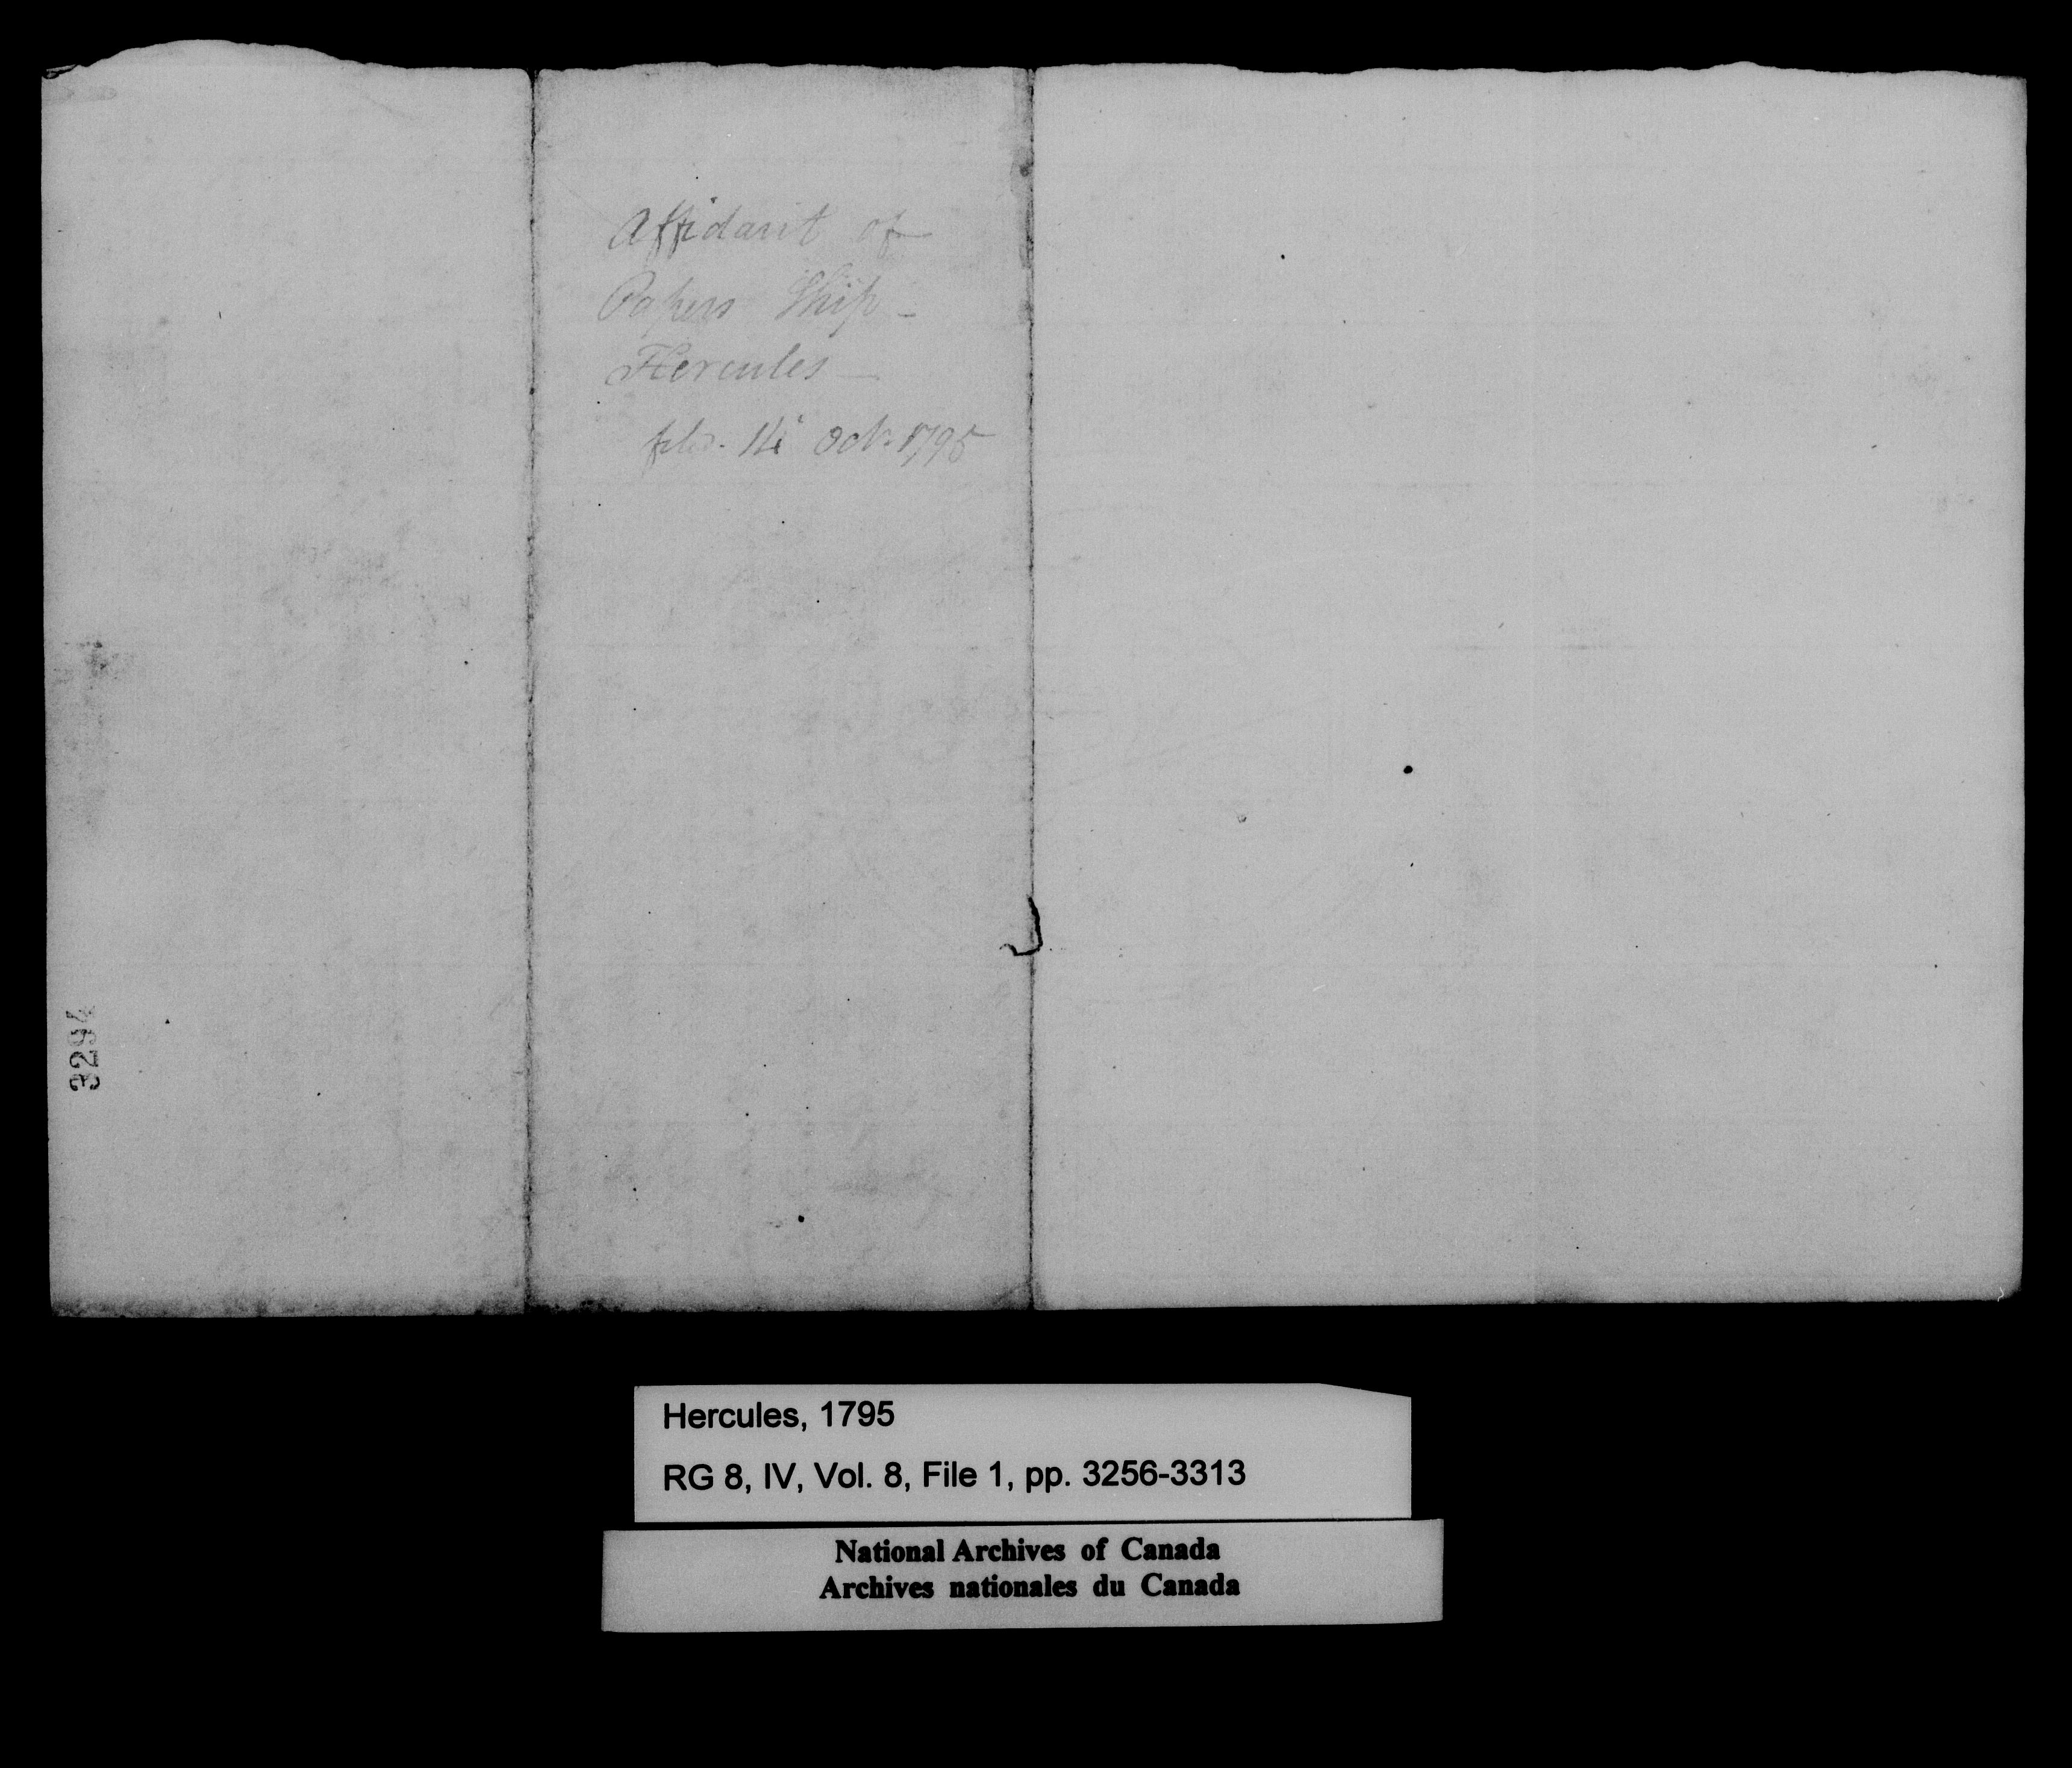 Affidavit of
Papers Ship -
Hercules -
filed. 14 Octr. 1795
3294
Hercules, 1795
RG 8, IV, Vol. 8, File 1, pp. 3256-3313
National Archives of Canada
Archives nationales du Canada